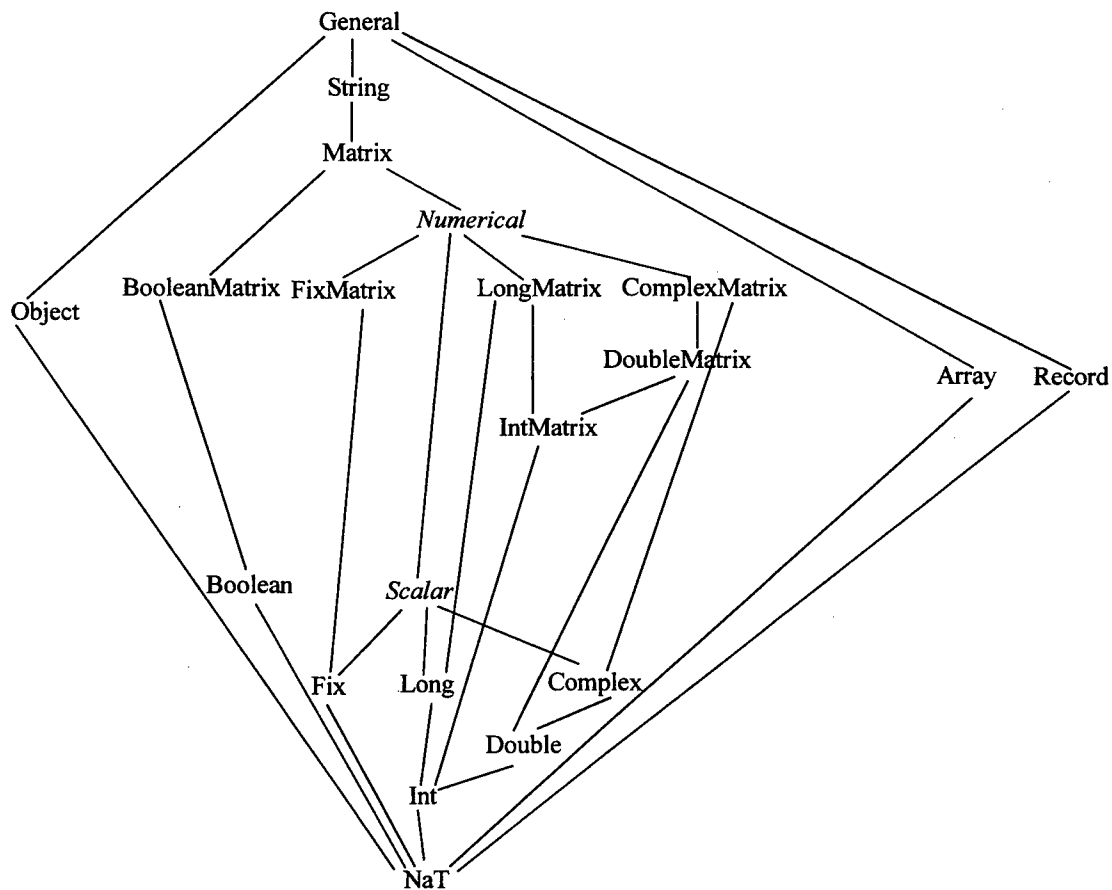 General
String
Matrix
Numerical
BooleanMatrix FixMatrix LongMatrix ComplexMatrix
Object
DoubleMatrix
Array Record
IntMatrix
Boolean Scalar
Fix Long Complex
Double
Int
NaT